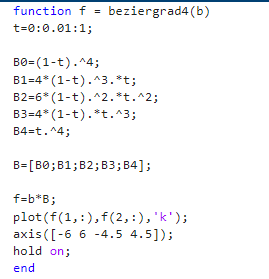 function f = beziergrad4(b)
t=0:0.01:1;
B0=(1-t).^4;
B1=4*(1-t).^3.*t;
B2=6*(1-t).^2.*t.^2;
B3=4*(1-t).*t.^3;
B4=t.^4;
B=[B0;B1;B2;B3;B4];
f=b*B;
plot(f(1,:),f(2,:),'k');
axis([-6 6 -4.5 4.5]);
hold on;
end